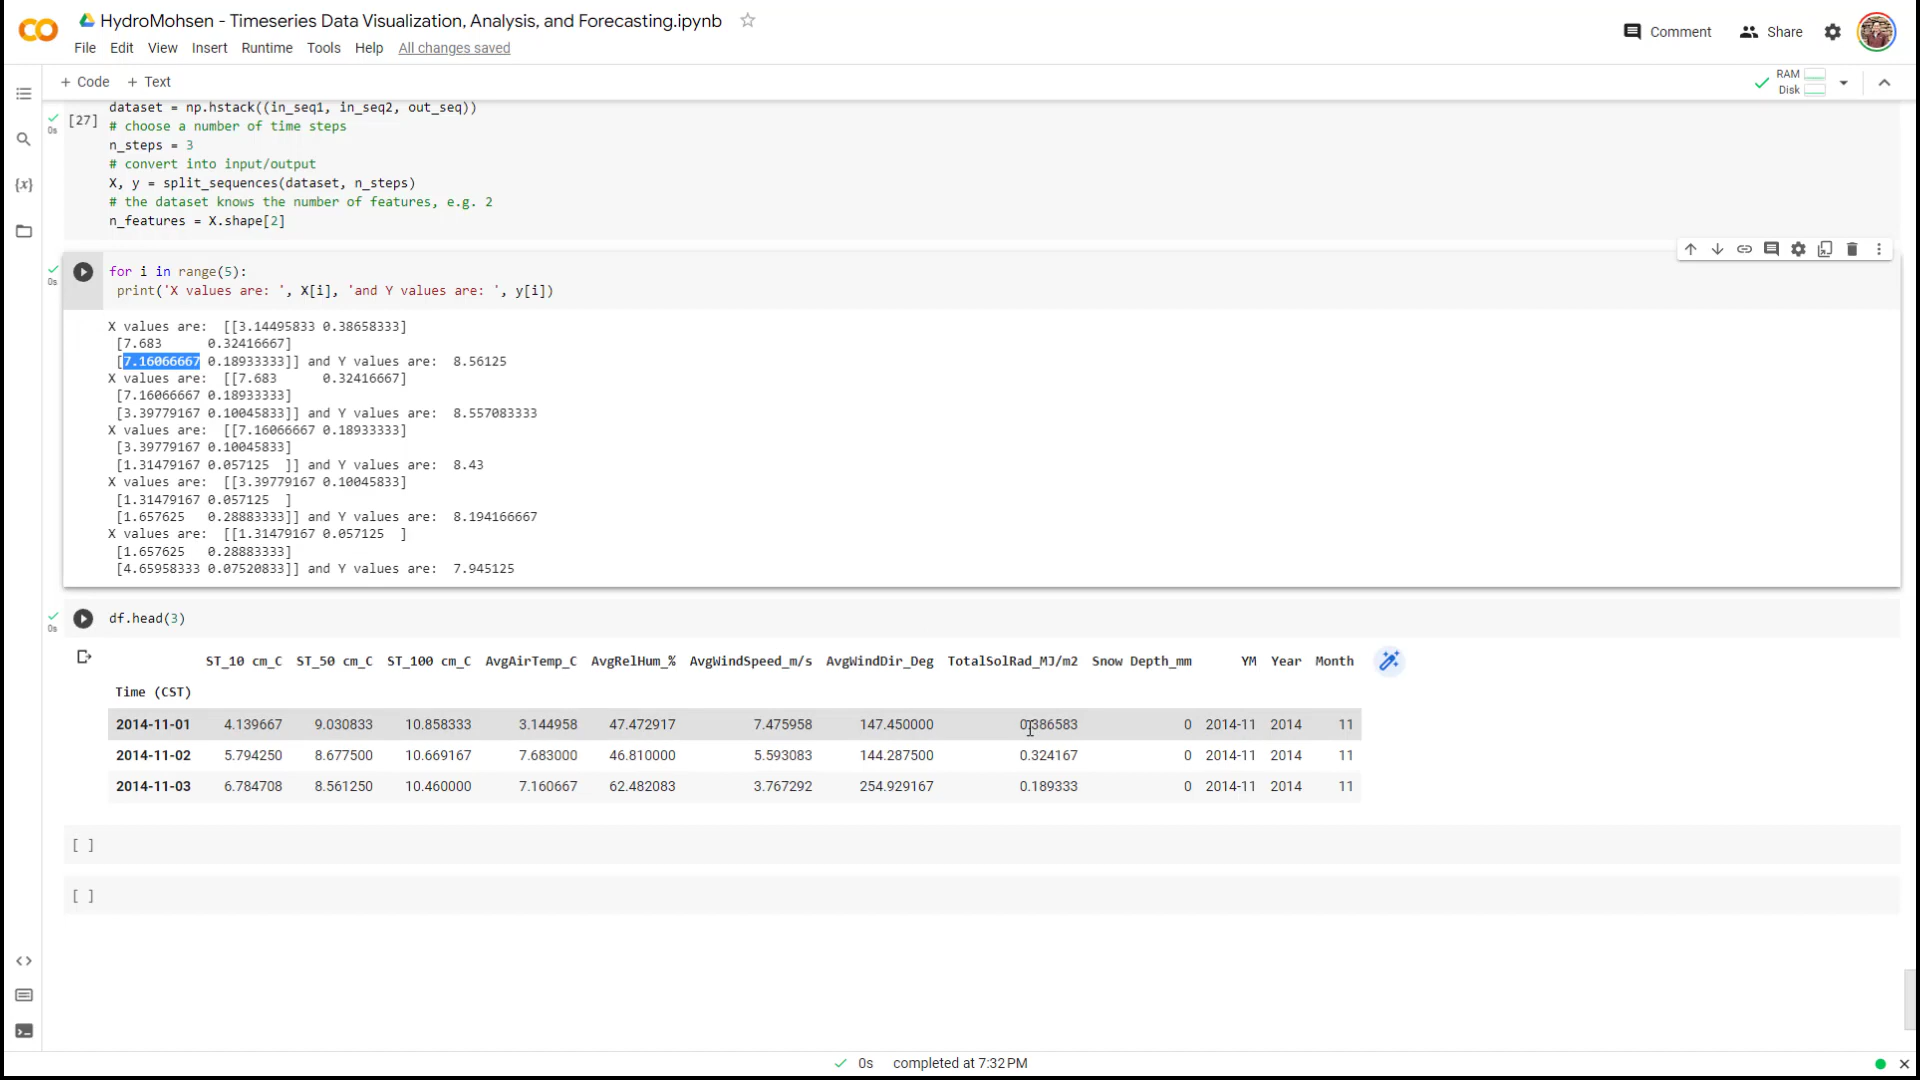 HydroMohsen - Timeseries Data Visualization, Analysis, and Forecasting.ipynb
File Edit View Insert Runtime Tools Help All changes saved
Comment Share
+ Code + Text
RAM
Disk
dataset = np.hstack((in_seq1, in_seq2, out_seq))
[27]
0s
# choose a number of time steps
n_steps = 3
# convert into input/output
X, y = split_sequences(dataset, n_steps)
# the dataset knows the number of features, e.g. 2
n_features = X.shape[2]
for i in range(5):
0s
print('X values are: ', X[i], 'and Y values are: ', y[i])
X values are:  [[3.14495833 0.38658333]
[7.683      0.32416667]
[7.16066667 0.18933333]] and Y values are:  8.56125
X values are:  [[7.683      0.32416667]
[7.16066667 0.18933333]
[3.39779167 0.10045833]] and Y values are:  8.557083333
X values are:  [[7.16066667 0.18933333]
[3.39779167 0.10045833]
[1.31479167 0.057125  ]] and Y values are:  8.43
X values are:  [[3.39779167 0.10045833]
[1.31479167 0.057125  ]
[1.657625   0.28883333]] and Y values are:  8.194166667
X values are:  [[1.31479167 0.057125  ]
[1.657625   0.28883333]
[4.65958333 0.07520833]] and Y values are:  7.945125
df.head(3)
0s
ST_10 cm_C ST_50 cm_C ST_100 cm_C AvgAirTemp_C AvgRelHum_% AvgWindSpeed_m/s AvgWindDir_Deg TotalSolRad_MJ/m2 Snow Depth_mm YM Year Month
Time (CST)
2014-11-01 4.139667 9.030833 10.858333 3.144958 47.472917 7.475958 147.450000 0.386583 0 2014-11 2014 11
2014-11-02 5.794250 8.677500 10.669167 7.683000 46.810000 5.593083 144.287500 0.324167 0 2014-11 2014 11
2014-11-03 6.784708 8.561250 10.460000 7.160667 62.482083 3.767292 254.929167 0.189333 0 2014-11 2014 11
[ ]
[ ]
0s completed at 7:32 PM